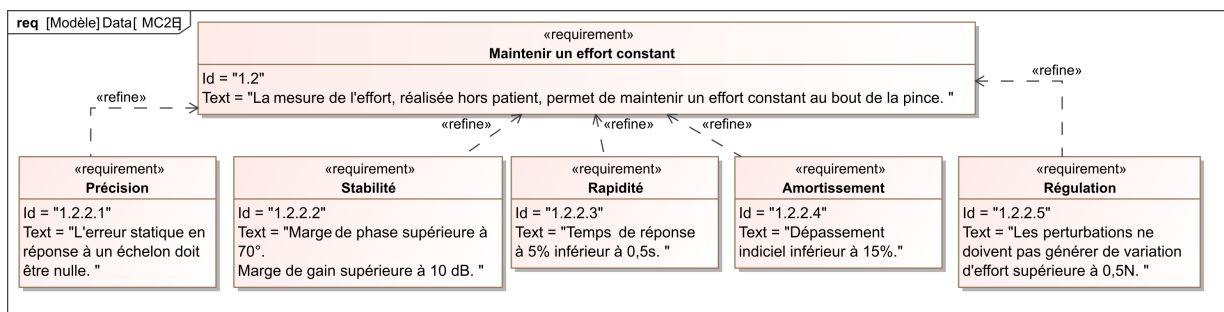 req [Modèle] Data[ MC2E]
«requirement»
Maintenir un effort constant
Id = "1.2"
Text = "La mesure de l'effort, réalisée hors patient, permet de maintenir un effort constant au bout de la pince. "
«refine»
«refine»
«refine»
«refine»
«refine»
«requirement»
Précision
Id = "1.2.2.1"
Text = "L'erreur statique en
réponse à un échelon doit
être nulle. "
«requirement»
Stabilité
Id = "1.2.2.2"
Text = "Marge de phase supérieure à
70°.
Marge de gain supérieure à 10 dB. "
«requirement»
Rapidité
Id = "1.2.2.3"
Text = "Temps de réponse
à 5% inférieur à 0,5s. "
«requirement»
Amortissement
Id = "1.2.2.4"
Text = "Dépassement
indiciel inférieur à 15%."
«requirement»
Régulation
Id = "1.2.2.5"
Text = "Les perturbations ne
doivent pas générer de variation
d'effort supérieure à 0,5N. "